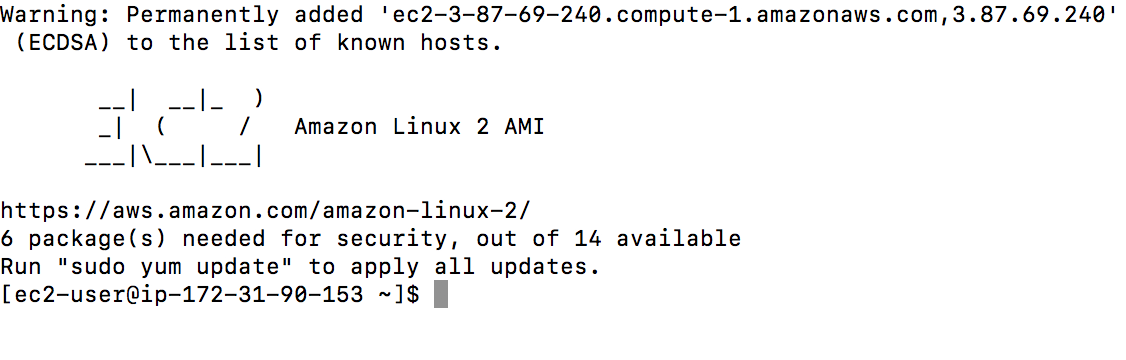 Warning: Permanently added 'ec2-3-87-69-240.compute-1.amazonaws.com,3.87.69.240'
 (ECDSA) to the list of known hosts.

       __|  __|_  )
       _|  (     /   Amazon Linux 2 AMI
      ___|\___|___|

https://aws.amazon.com/amazon-linux-2/
6 package(s) needed for security, out of 14 available
Run "sudo yum update" to apply all updates.
[ec2-user@ip-172-31-90-153 ~]$